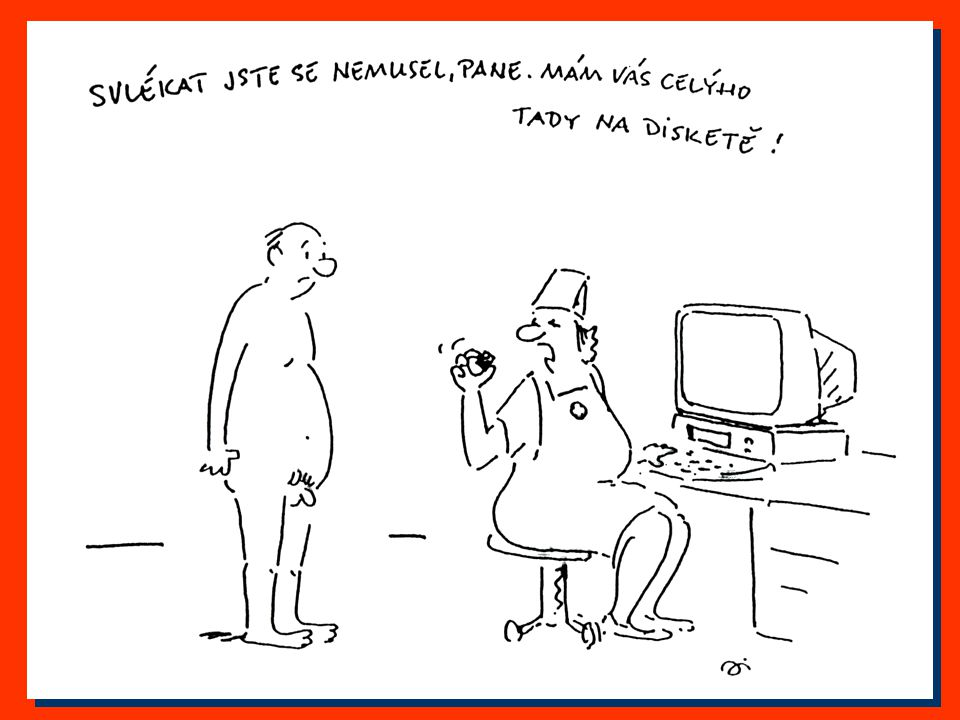 SVLÉKAT JSTE SE NEMUSEL, PANE. MÁM VÁS CELÝHO
TADY NA DISKETĚ!